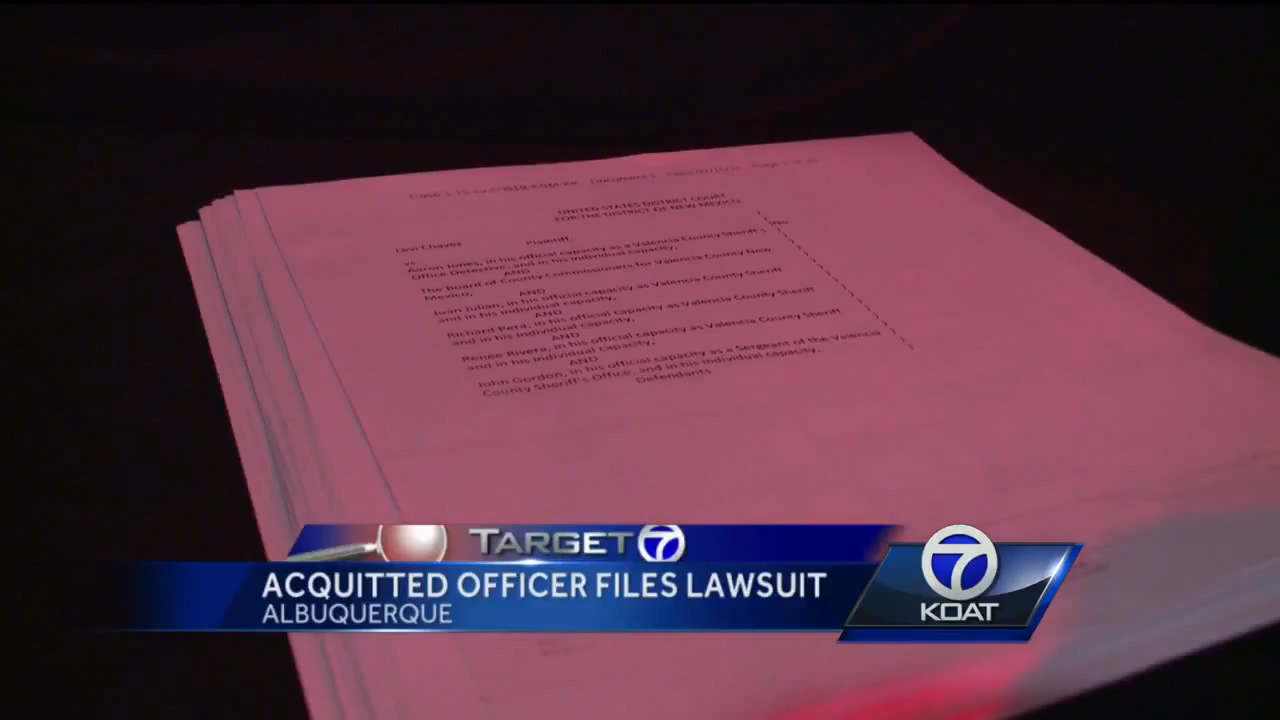 UNITED STATES DISTRICT COURT
FOR THE DISTRICT OF NEW MEXICO
Levi Chavez Plaintiff,
vs. No
Aaron Jones, in his official capacity as a Valencia County Sheriff's
Office Detective, and in his individual capacity,
AND
The Board of County Commissioners for Valencia County New
Mexico, AND
Juan Julian, in his official capacity as Valencia County Sheriff
and in his individual capacity,
AND
Richard Pera, in his official capacity as Valencia County Sheriff
and in his individual capacity,
AND
Renee Rivera, in his official capacity as Valencia County Sheriff
and in his individual capacity,
AND
John Gordon, in his official capacity as a Sergeant of the Valencia
County Sheriff's Office, and in his individual capacity.
Defendants
TARGET 7
ACQUITTED OFFICER FILES LAWSUIT
ALBUQUERQUE
7
KOAT